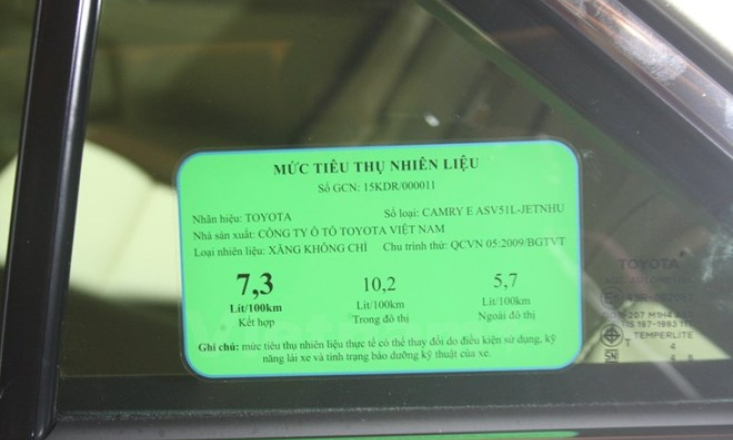 MỨC TIÊU THỤ NHIÊN LIỆU
Số GCN: 15KDR/000011
Nhãn hiệu: TOYOTA Số loại: CAMRY E ASV51L-JETNHU
Nhà sản xuất: CÔNG TY Ô TÔ TOYOTA VIỆT NAM
Loại nhiên liệu: XĂNG KHÔNG CHÌ Chu trình thử: QCVN 05:2009/BGTVT
7,3 10,2 5,7
Lít/100km Lít/100km Lít/100km
Kết hợp Trong đô thị Ngoài đô thị
Ghi chú: mức tiêu thụ nhiên liệu thực tế có thể thay đổi do điều kiện sử dụng, kỹ
năng lái xe và tình trạng bảo dưỡng kỹ thuật của xe.
TOYOTA
TEMPERLITE